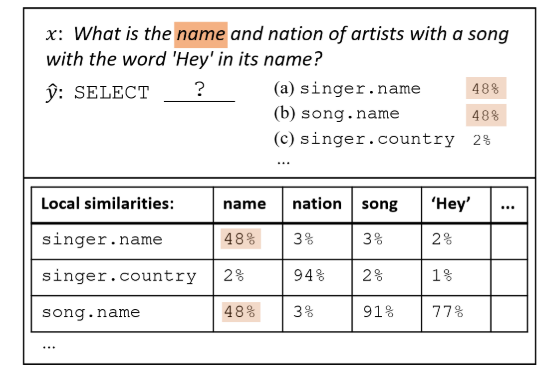 x: What is the name and nation of artists with a song
with the word 'Hey' in its name?
ŷ: SELECT ? (a) singer.name 48%
(b) song.name 48%
(c) singer.country 2%
...
Local similarities: name nation song ‘Hey’ ...
singer.name 48% 3% 3% 2%
singer.country 2% 94% 2% 1%
song.name 48% 3% 91% 77%
...